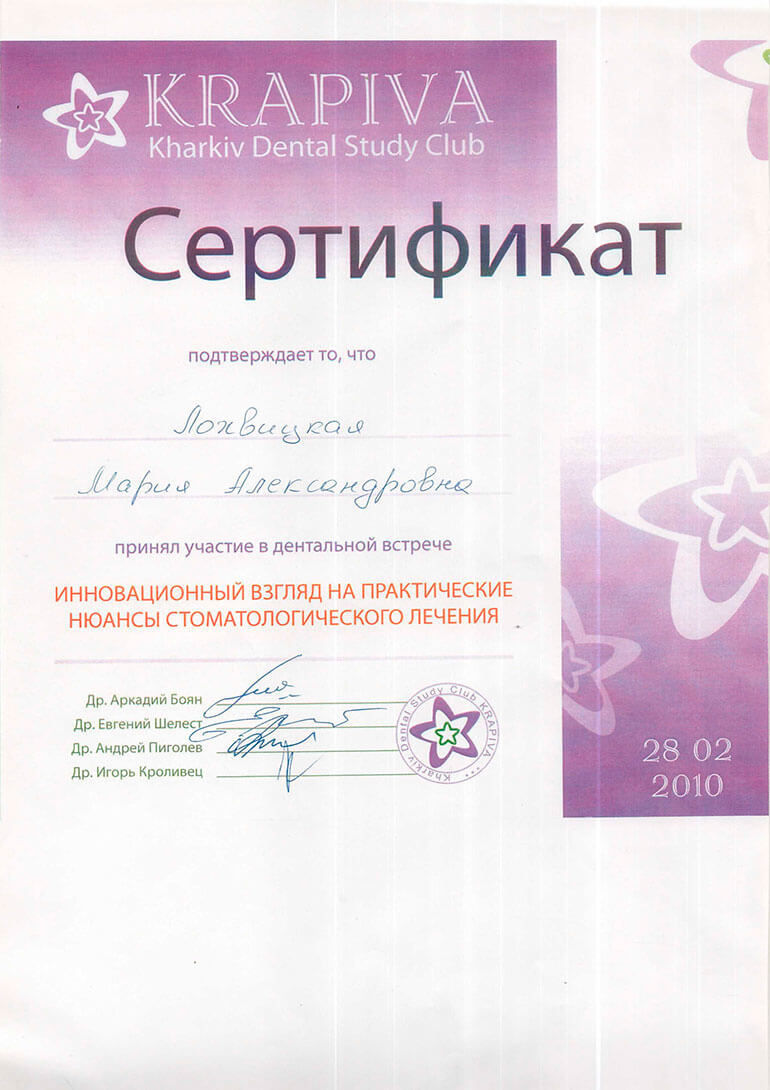 KRAPIVA
Kharkiv Dental Study Club
Сертификат
подтверждает то, что
Лохвицкая
Мария Александровна
принял участие в дентальной встрече
ИННОВАЦИОННЫЙ ВЗГЛЯД НА ПРАКТИЧЕСКИЕ
НЮАНСЫ СТОМАТОЛОГИЧЕСКОГО ЛЕЧЕНИЯ
Др. Аркадий Боян
Др. Евгений Шелест
Др. Андрей Пиголев
Др. Игорь Кроливец
Kharkiv Dental Study Club KRAPIVA ...
28 02
2010